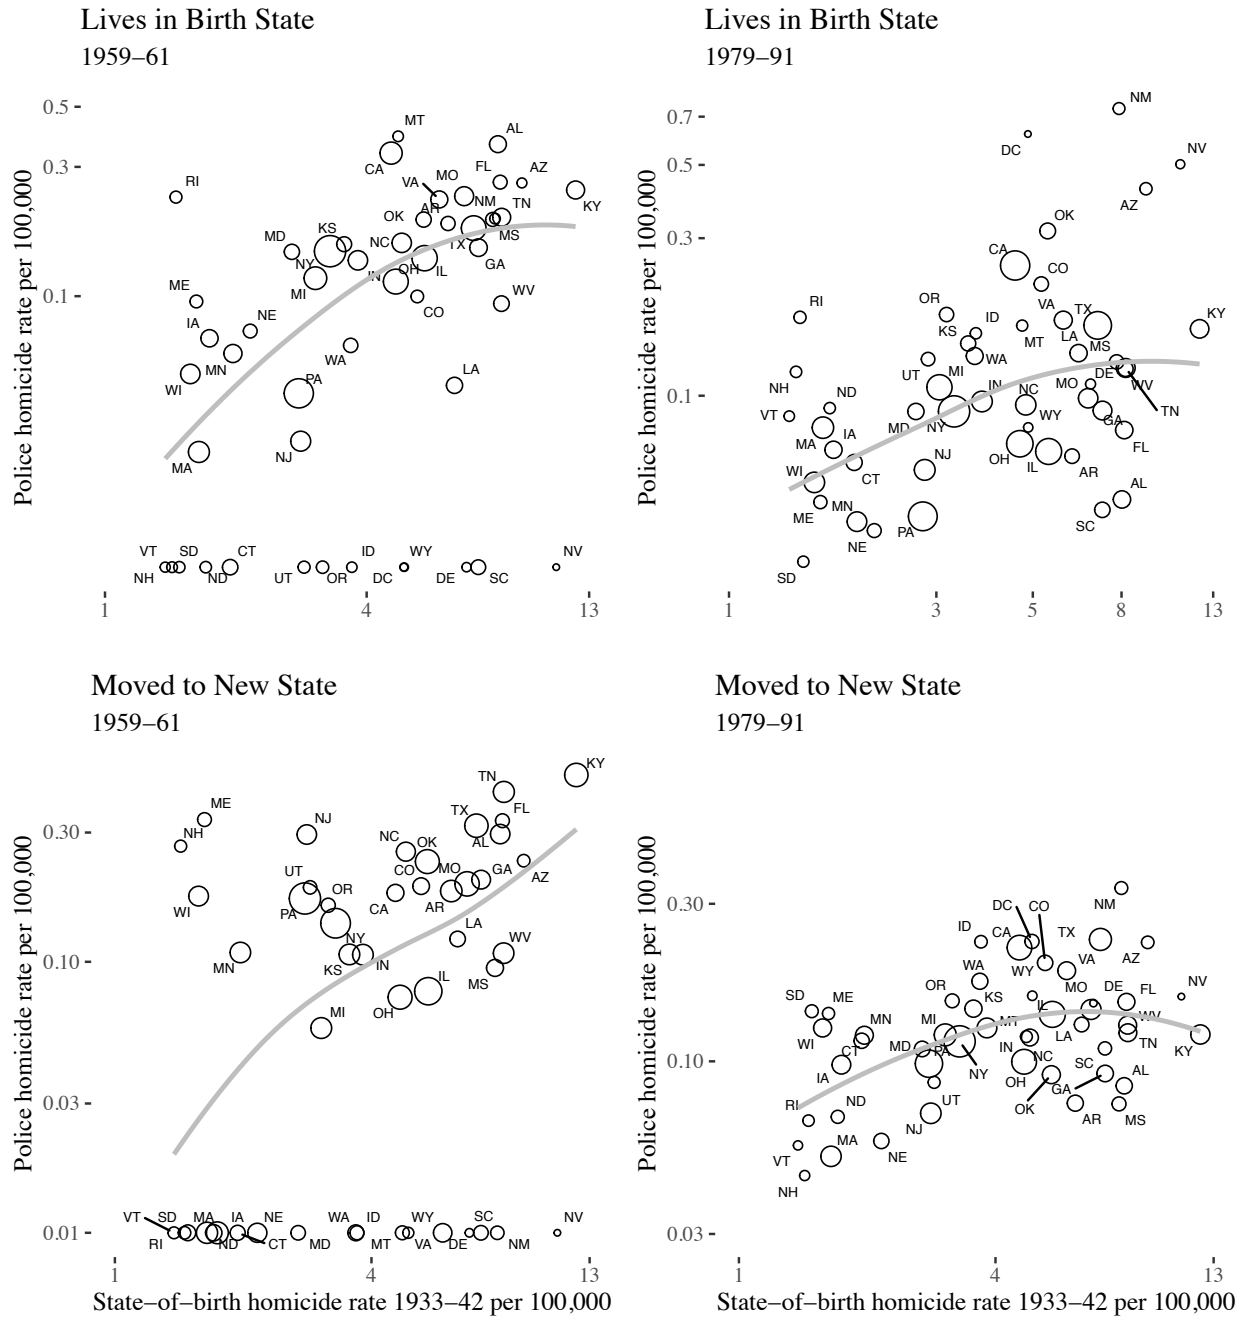 Lives in Birth State
1959–61
0.5
0.3
0.1
Police homicide rate per 100,000
MT
AL
CA
FL
AZ
RI
VA
MO
KY
NM
TN
OK
AR
MS
MD
KS
NC
TX
GA
NY
IN
OH
IL
MI
ME
CO
WV
NE
IA
MN
WA
WI
PA
LA
MA
NJ
VT
SD
CT
ID
WY
NV
NH
ND
UT
OR
DC
DE
SC
1
4
13
Lives in Birth State
1979–91
0.7
0.5
0.3
0.1
Police homicide rate per 100,000
NM
DC
NV
AZ
OK
CA
CO
RI
OR
ID
VA
TX
KY
KS
MT
LA
MS
WA
UT
MI
DE
WV
NH
ND
IN
NC
MO
TN
VT
MD
NY
WY
GA
MA
IA
FL
NJ
OH
IL
AR
WI
CT
AL
ME
MN
SC
NE
PA
SD
1
3
5
8
13
Moved to New State
1959–61
0.30
0.10
0.03
0.01
Police homicide rate per 100,000
KY
TN
ME
NJ
TX
FL
NH
NC
OK
AL
UT
CO
MO
GA
AZ
WI
PA
OR
CA
AR
LA
NY
MN
KS
IN
WV
IL
MS
OH
MI
VT
SD
MA
IA
NE
WA
ID
WY
SC
NV
RI
ND
CT
MD
MT
VA
DE
NM
1
4
13
State–of–birth homicide rate 1933–42 per 100,000
Moved to New State
1979–91
0.30
0.10
0.03
Police homicide rate per 100,000
DC
CO
NM
ID
CA
TX
WY
VA
AZ
WA
MO
NV
SD
ME
OR
KS
DE
FL
IL
WI
MN
MI
MT
LA
WV
CT
MD
PA
IN
TN
KY
IA
NY
OH
NC
SC
GA
AL
OK
RI
ND
UT
AR
MS
NJ
MA
VT
NE
NH
1
4
13
State–of–birth homicide rate 1933–42 per 100,000